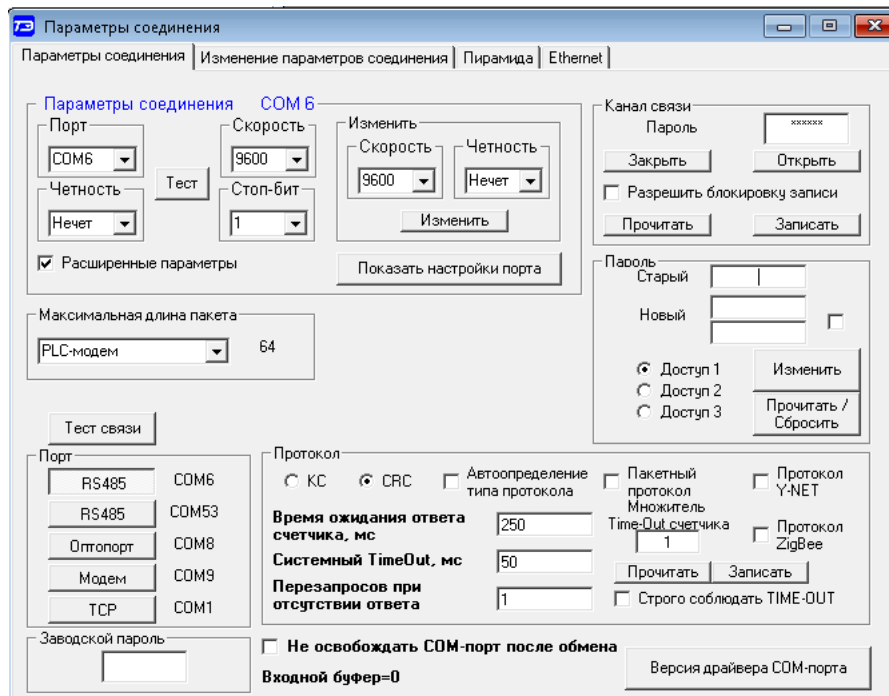 ТЭ Параметры соединения
Параметры соединения Изменение параметров соединения Пирамида Ethernet
Параметры соединения COM 6
Порт
COM6
Четность
Нечет
Тест
Скорость
9600
Стоп-бит
1
Изменить
Скорость
9600
Четность
Нечет
Изменить
Расширенные параметры
Показать настройки порта
Канал связи
Пароль
××××××
Закрыть
Открыть
Разрешить блокировку записи
Прочитать
Записать
Пароль
Старый
Новый
Доступ 1
Доступ 2
Доступ 3
Изменить
Прочитать /
Сбросить
Максимальная длина пакета
PLC-модем
64
Тест связи
Порт
RS485 COM6
RS485 COM53
Оптопорт COM8
Модем COM9
TCP COM1
Протокол
КС
CRC
Автоопределение
типа протокола
Пакетный
протокол
Множитель
Time-Out счетчика
1
Протокол
Y-NET
Протокол
ZigBee
Время ожидания ответа
счетчика, мс
250
Системный TimeOut, мс
50
Перезапросов при
отсутствии ответа
1
Прочитать
Записать
Строго соблюдать TIME-OUT
Заводской пароль
Не освобождать COM-порт после обмена
Входной буфер=0
Версия драйвера COM-порта